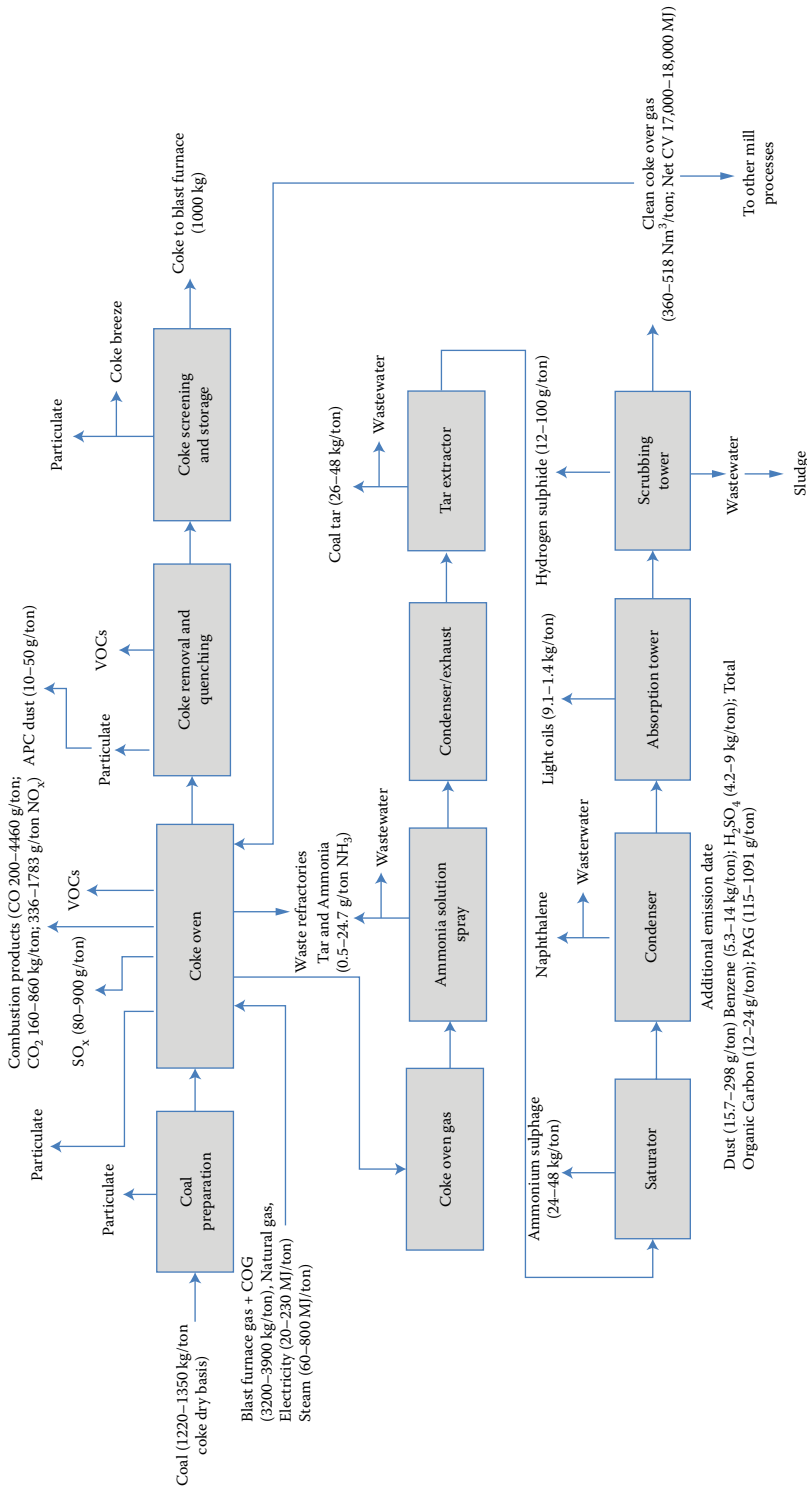 Coal (1220–1350 kg/ton
coke dry basis)
Coal
preparation
Particulate
Particulate
Blast furnace gas + COG
(3200–3900 kg/ton), Natural gas,
Electricity (20–230 MJ/ton)
Steam (60–800 MJ/ton)
Combustion products (CO 200–4460 g/ton;
CO₂ 160–860 kg/ton; 336–1783 g/ton NOₓ)
SOₓ (80–900 g/ton)
VOCs
Coke oven
Waste refractories
APC dust (10–50 g/ton)
Particulate
VOCs
Coke removal and
quenching
Particulate
Coke breeze
Coke screening
and storage
Coke to blast furnace
(1000 kg)
Coke oven gas
Tar and Ammonia
(0.5–24.7 g/ton NH₃)
Wastewater
Ammonia solution
spray
Condenser/exhaust
Coal tar (26–48 kg/ton)
Wastewater
Tar extractor
Ammonium sulphage
(24–48 kg/ton)
Saturator
Naphthalene
Wasterwater
Condenser
Light oils (9.1–1.4 kg/ton)
Absorption tower
Hydrogen sulphide (12–100 g/ton)
Scrubbing
tower
Wastewater
Sludge
Clean coke over gas
(360–518 Nm³/ton; Net CV 17,000–18,000 MJ)
To other mill
processes
Additional emission date
Dust (15.7–298 g/ton) Benzene (5.3–14 kg/ton); H₂SO₄ (4.2–9 kg/ton); Total
Organic Carbon (12–24 g/ton); PAG (115–1091 g/ton)